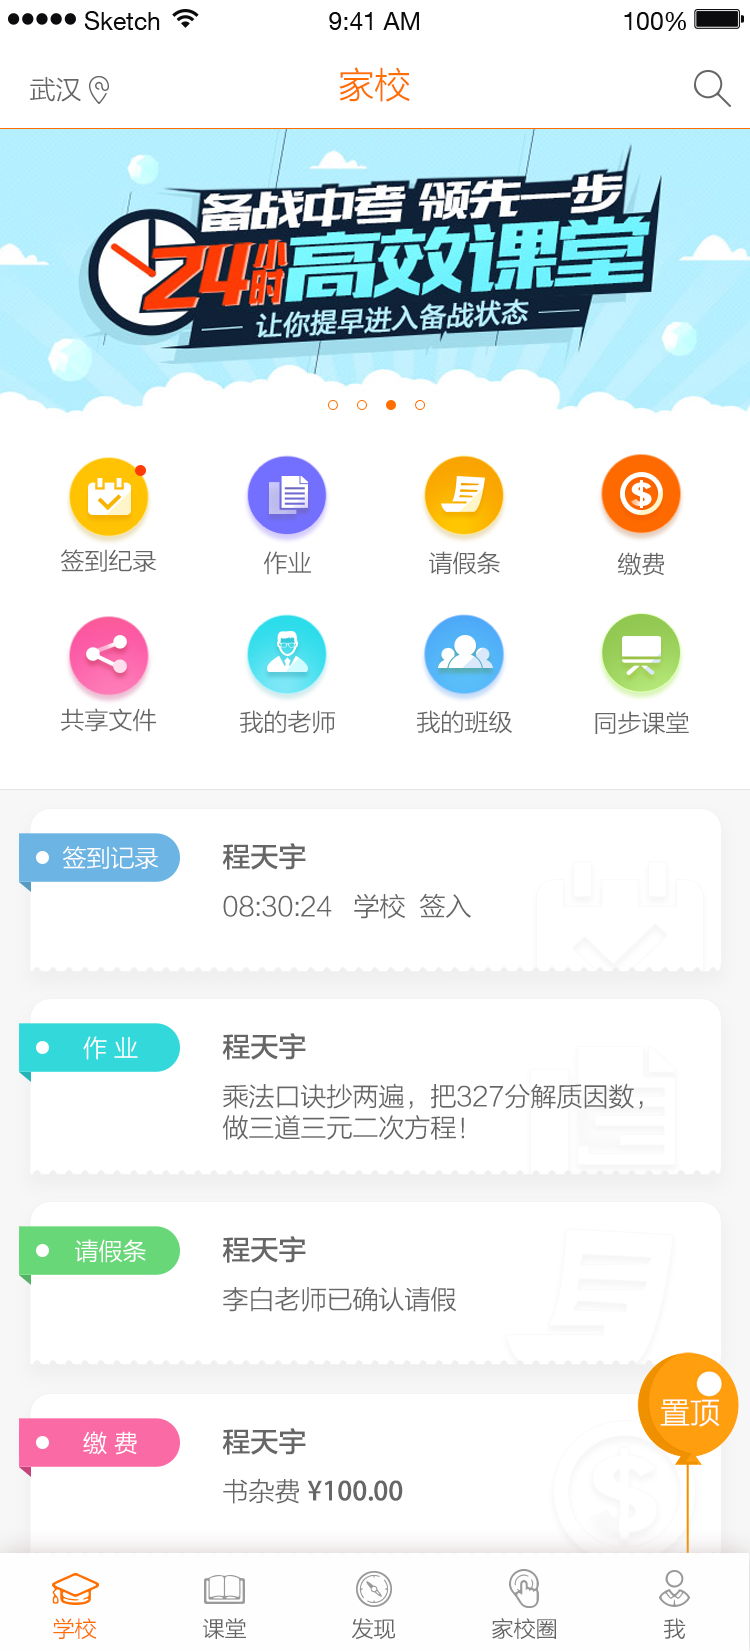 Sketch 9:41 AM 100%
武汉 家校
备战中考 领先一步
24小时高效课堂
让你提早进入备战状态
签到纪录 作业 请假条 缴费
共享文件 我的老师 我的班级 同步课堂
签到记录 程天宇
08:30:24 学校 签入
作业 程天宇
乘法口诀抄两遍，把327分解质因数，
做三道三元二次方程！
请假条 程天宇
李白老师已确认请假
置顶
缴费 程天宇
书杂费 ¥100.00
学校 课堂 发现 家校圈 我